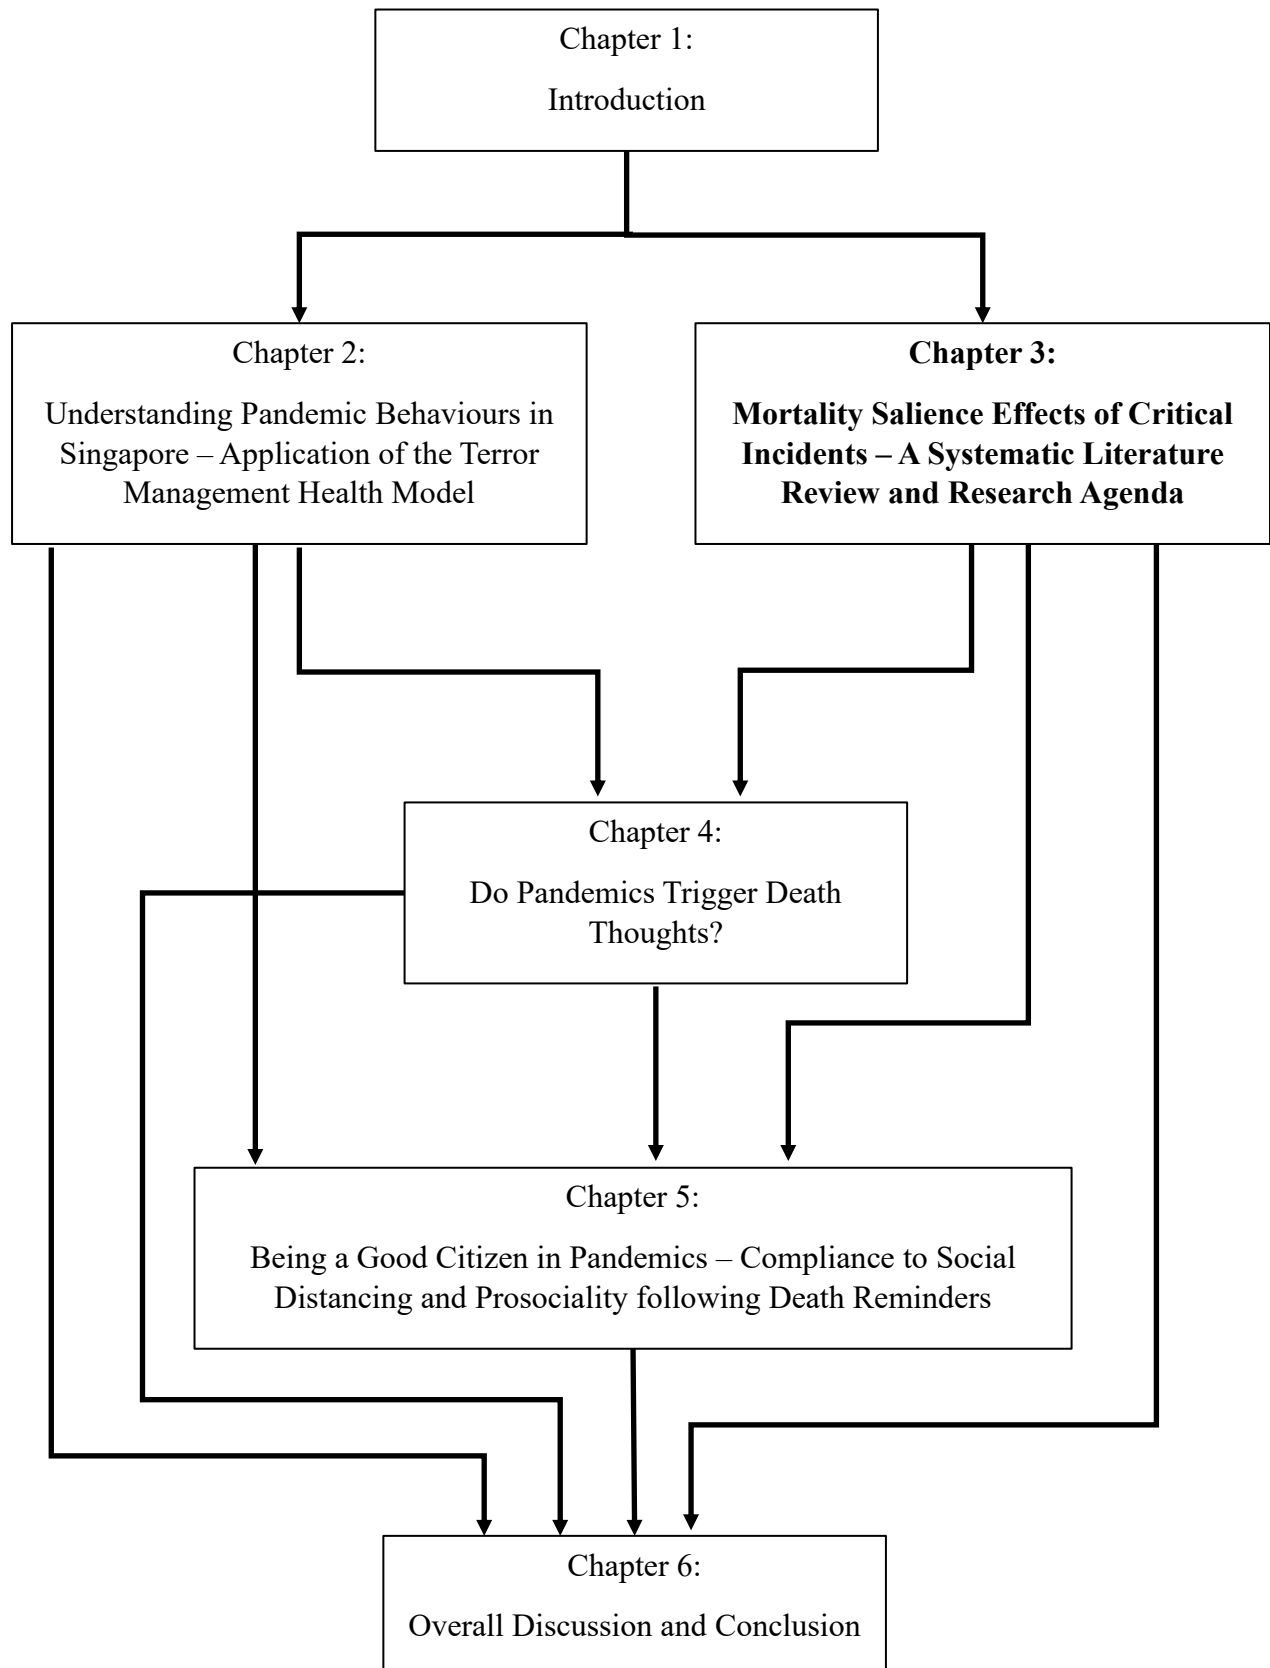 Chapter 1:
Introduction
Chapter 2:
Understanding Pandemic Behaviours in
Singapore – Application of the Terror
Management Health Model
Chapter 3:
Mortality Salience Effects of Critical
Incidents – A Systematic Literature
Review and Research Agenda
Chapter 4:
Do Pandemics Trigger Death
Thoughts?
Chapter 5:
Being a Good Citizen in Pandemics – Compliance to Social
Distancing and Prosociality following Death Reminders
Chapter 6:
Overall Discussion and Conclusion